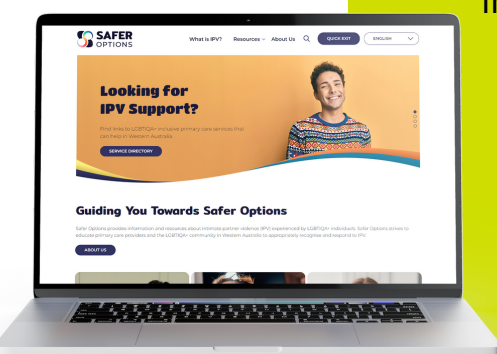 SAFER
OPTIONS
What is IPV?
Resources
About Us
QUICK EXIT
ENGLISH
Looking for
IPV Support?
Find links to LGBTIQA+ inclusive primary care services that
can help in Western Australia
SERVICE DIRECTORY
Guiding You Towards Safer Options
Safer Options provides information and resources about intimate partner violence (IPV) experienced by LGBTIQA+ individuals. Safer Options strives to
educate primary care providers and the LGBTIQA+ community in Western Australia to appropriately recognise and respond to IPV.
ABOUT US